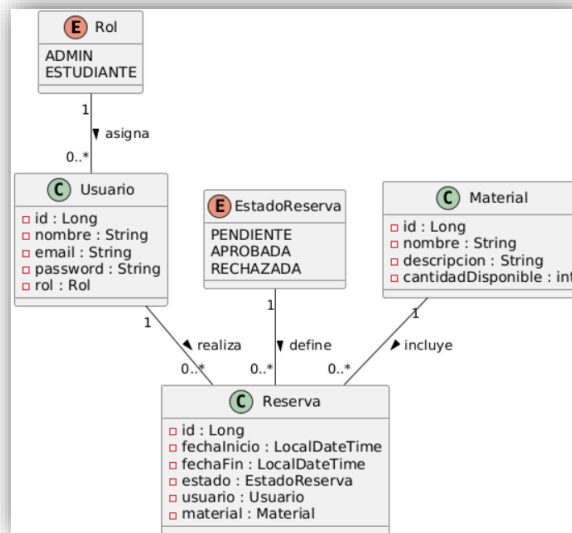 E Rol
ADMIN
ESTUDIANTE
1
asigna
0..*
C Usuario
id : Long
nombre : String
email : String
password : String
rol : Rol
E EstadoReserva
PENDIENTE
APROBADA
RECHAZADA
C Material
id : Long
nombre : String
descripcion : String
cantidadDisponible : int
1
realiza
0..*
1
define
0..*
1
incluye
0..*
C Reserva
id : Long
fechaInicio : LocalDateTime
fechaFin : LocalDateTime
estado : EstadoReserva
usuario : Usuario
material : Material